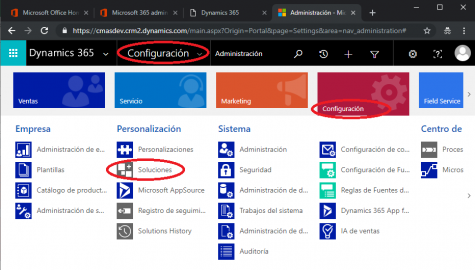 Microsoft Office Home
Microsoft 365 admin
Dynamics 365
Administración - Mi
https://cmasdev.crm2.dynamics.com/main.aspx?Origin=Portal&page=Settings&area=nav_administration#
Dynamics 365
Configuración
Administración
Ventas
Servicio
Marketing
Configuración
Field Service
Empresa
Personalización
Sistema
Centro de
Administración de e...
Personalizaciones
Administración
Configuración de co...
Proces
Plantillas
Soluciones
Seguridad
Configuración de Fu...
Micros
Catálogo de product...
Microsoft AppSource
Administración de d...
Reglas de Fuentes d...
Administración de e...
Registro de seguimi...
Trabajos del sistema
Dynamics 365 App f...
Solutions History
Administración de d...
IA de ventas
Auditoría